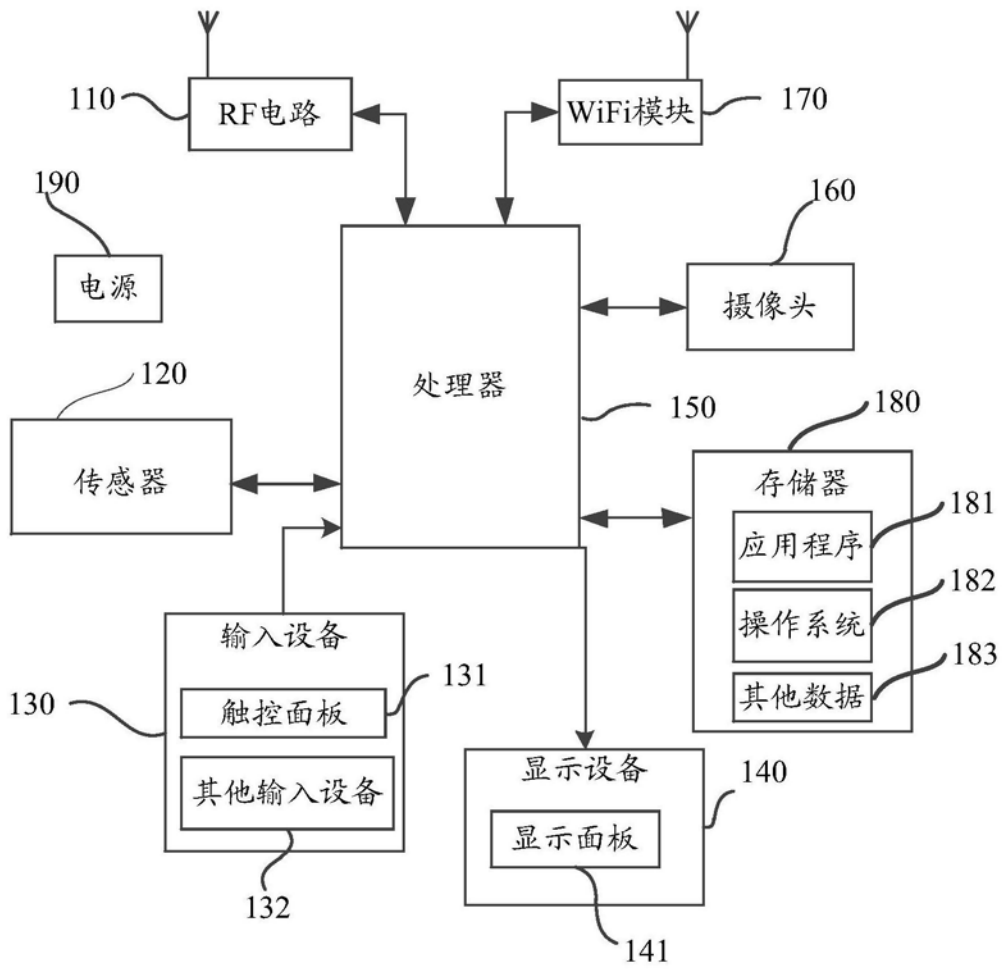 110
RF电路
WiFi模块
170
190
电源
160
摄像头
120
传感器
处理器
150
180
存储器
应用程序
181
操作系统
182
其他数据
183
输入设备
130
触控面板
131
其他输入设备
132
显示设备
140
显示面板
141